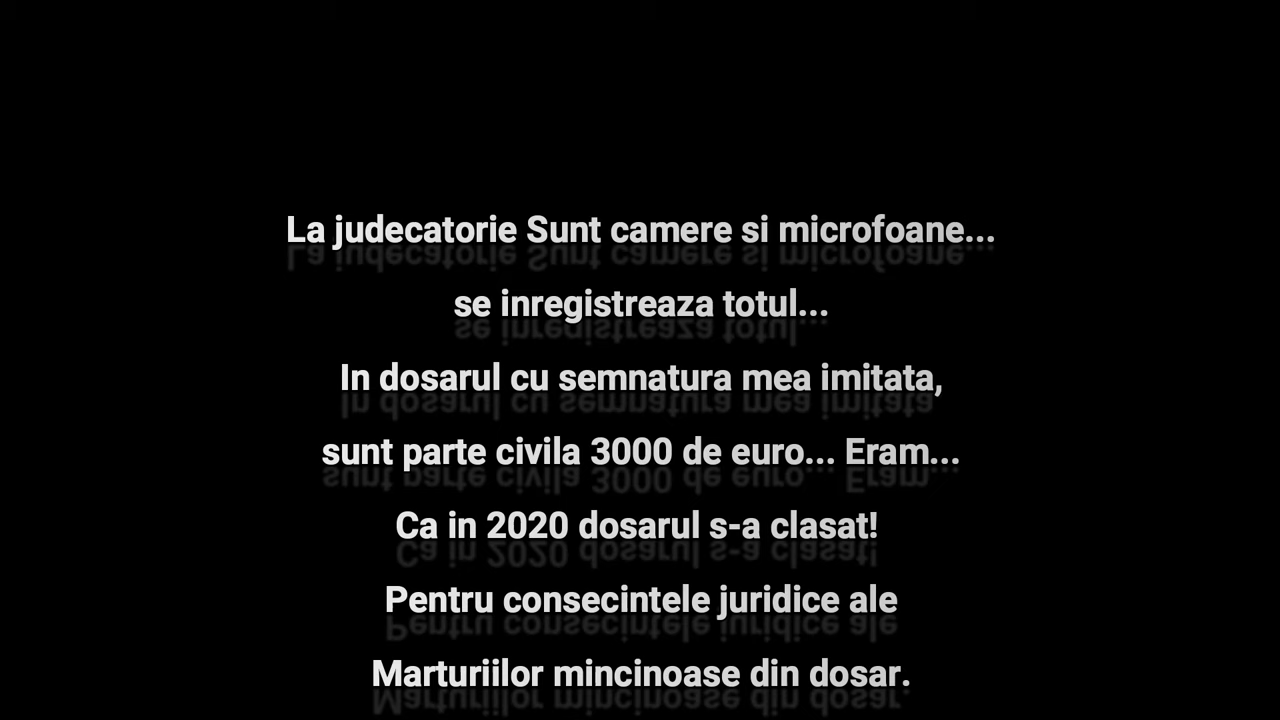 La judecatorie Sunt camere si microfoane...
se inregistreaza totul...
In dosarul cu semnatura mea imitata,
sunt parte civila 3000 de euro... Eram...
Ca in 2020 dosarul s-a clasat!
Pentru consecintele juridice ale
Marturiilor mincinoase din dosar.